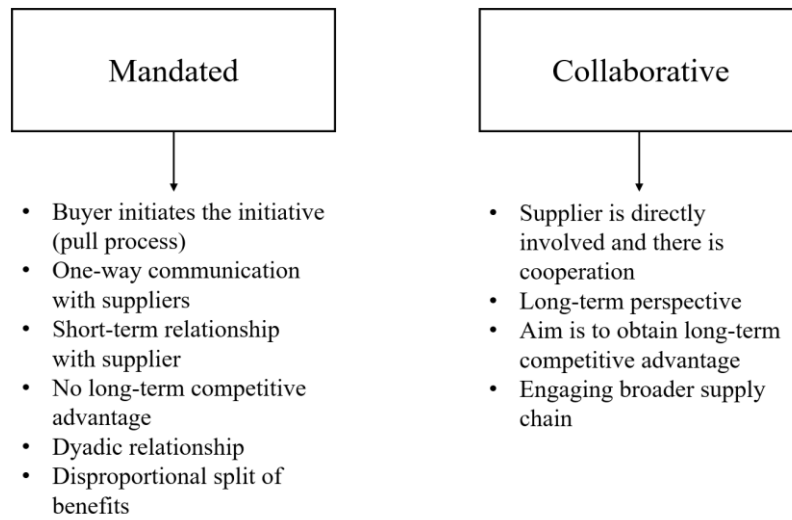 Mandated
• Buyer initiates the initiative
(pull process)
• One-way communication
with suppliers
• Short-term relationship
with supplier
• No long-term competitive
advantage
• Dyadic relationship
• Disproportional split of
benefits
Collaborative
• Supplier is directly
involved and there is
cooperation
• Long-term perspective
• Aim is to obtain long-term
competitive advantage
• Engaging broader supply
chain